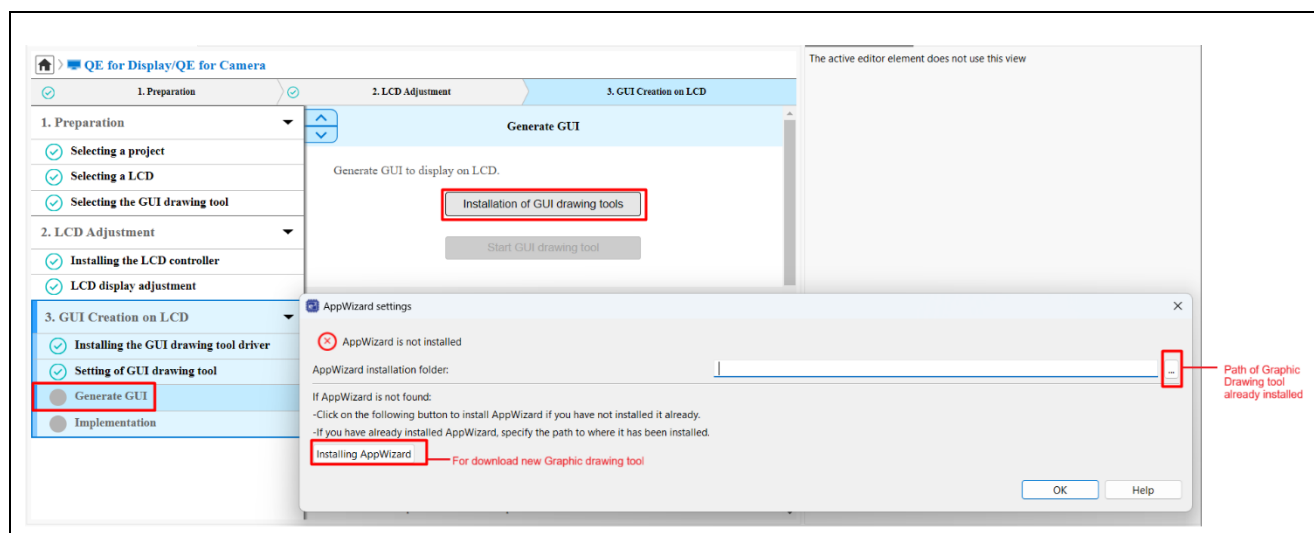 QE for Display/QE for Camera
1. Preparation
2. LCD Adjustment
3. GUI Creation on LCD
1. Preparation
Selecting a project
Selecting a LCD
Selecting the GUI drawing tool
2. LCD Adjustment
Installing the LCD controller
LCD display adjustment
3. GUI Creation on LCD
Installing the GUI drawing tool driver
Setting of GUI drawing tool
Generate GUI
Implementation
Generate GUI
Generate GUI to display on LCD.
Installation of GUI drawing tools
Start GUI drawing tool
The active editor element does not use this view
AppWizard settings
AppWizard is not installed
AppWizard installation folder:
...
If AppWizard is not found:
-Click on the following button to install AppWizard if you have not installed it already.
-If you have already installed AppWizard, specify the path to where it has been installed.
Installing AppWizard
For download new Graphic drawing tool
OK
Help
Path of Graphic
Drawing tool
already installed